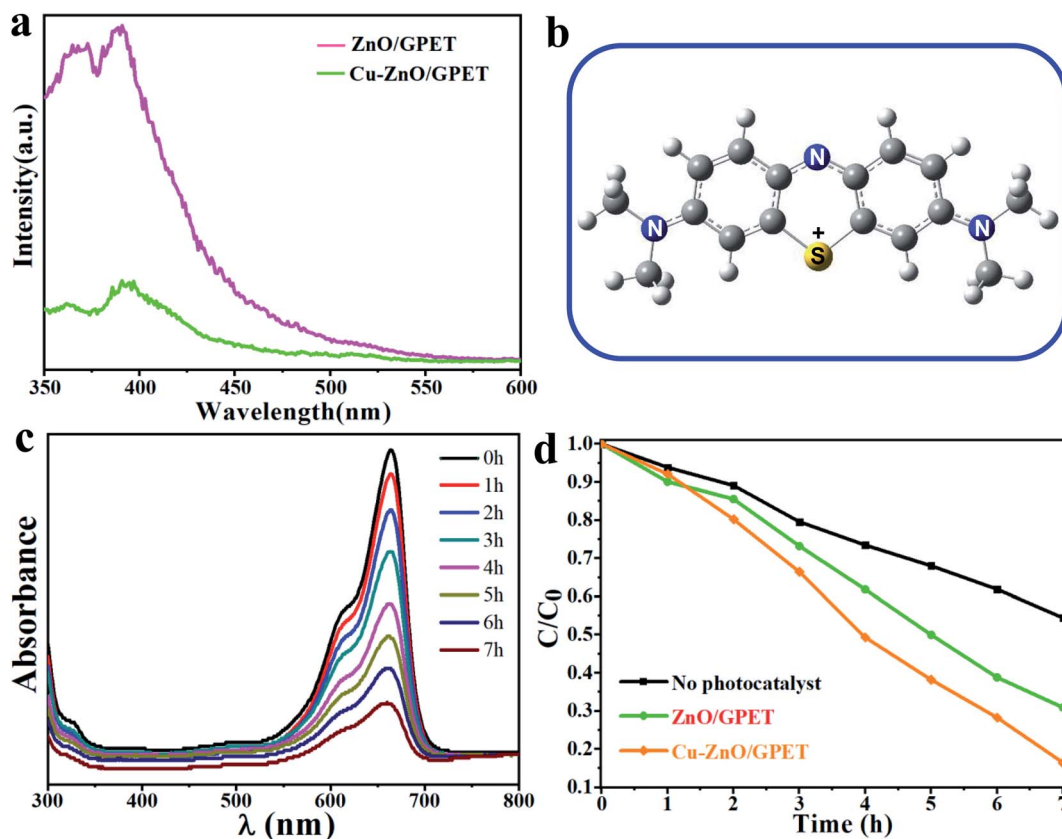 a
ZnO/GPET
Cu-ZnO/GPET
Intensity(a.u.)
350 400 450 500 550 600
Wavelength(nm)
b
N
N
+
S
N
c
0h
1h
2h
3h
4h
5h
6h
7h
Absorbance
300 400 500 600 700 800
λ (nm)
d
1.0
0.9
0.8
0.7
0.6
0.5
0.4
0.3
0.2
0.1
C/C0
No photocatalyst
ZnO/GPET
Cu-ZnO/GPET
0 1 2 3 4 5 6 7
Time (h)